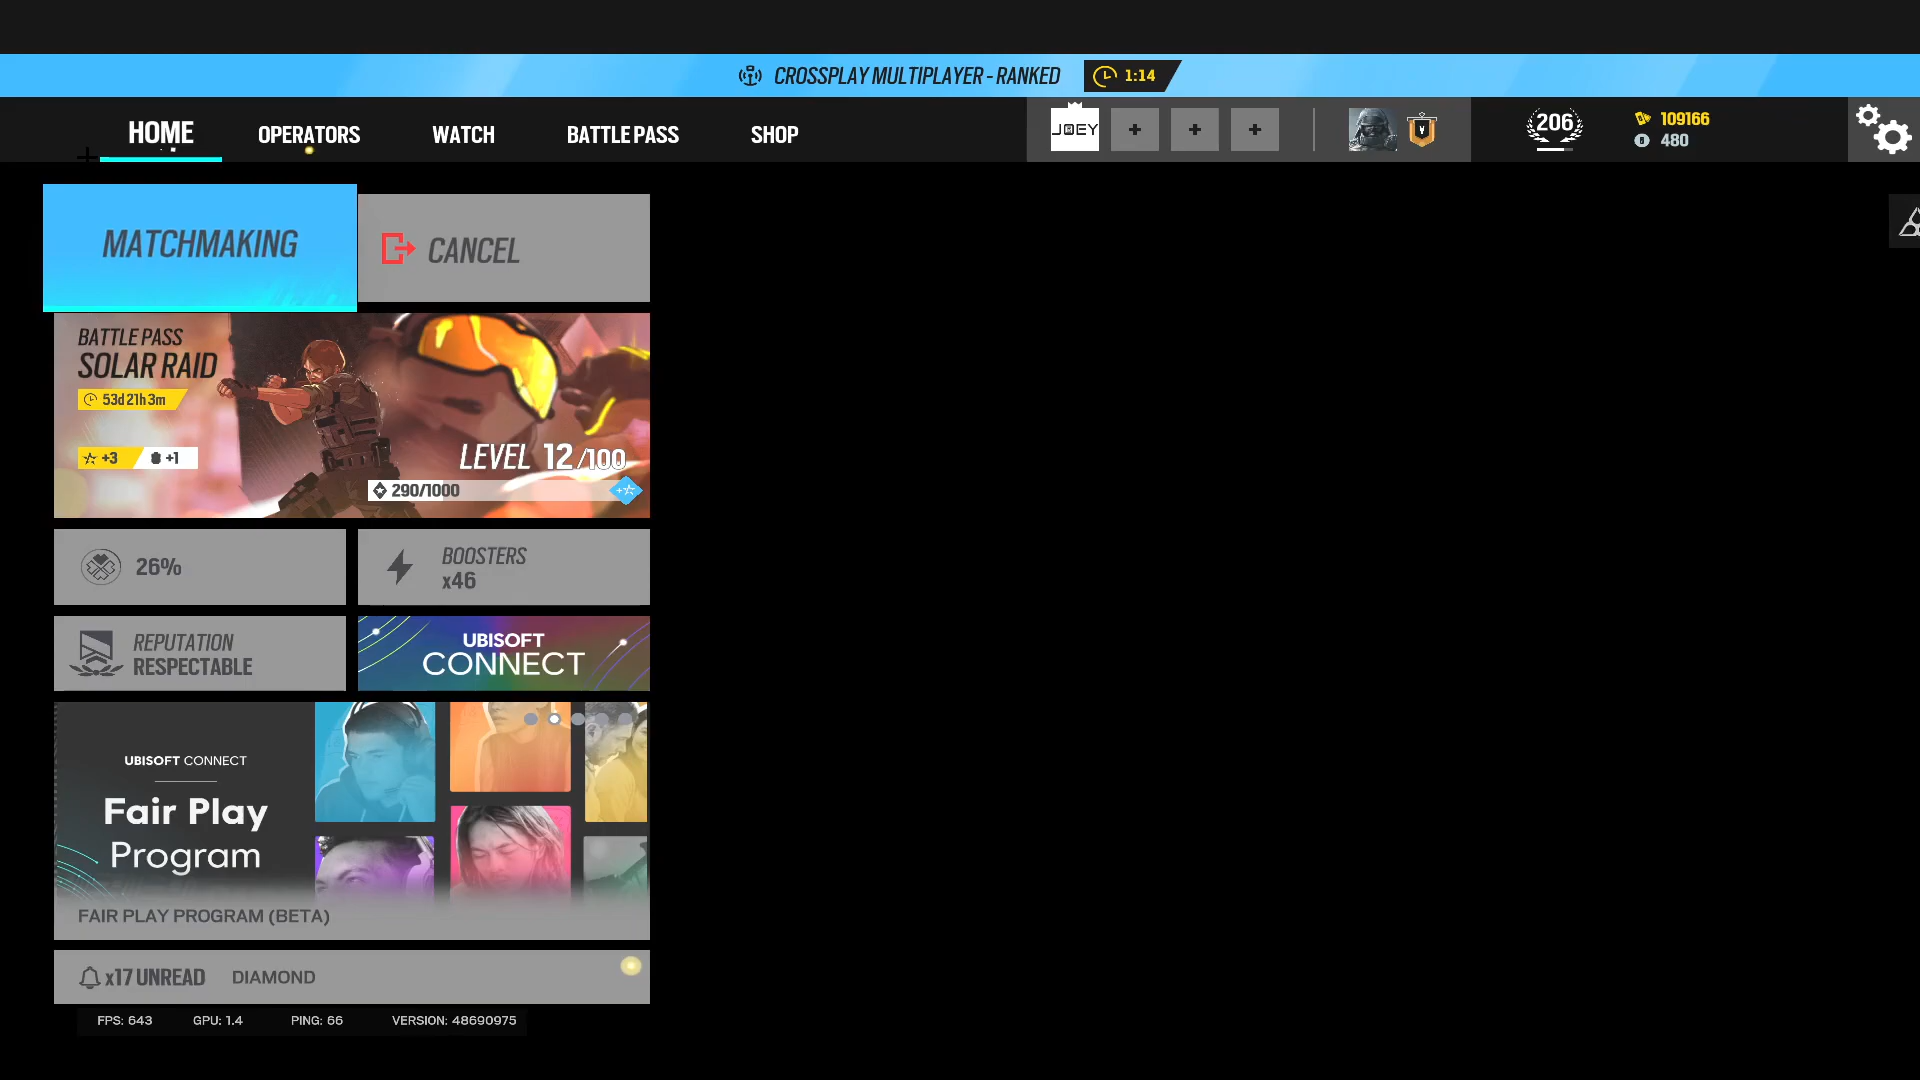 CROSSPLAY MULTIPLAYER - RANKED
1:14
HOME
OPERATORS
WATCH
BATTLE PASS
SHOP
JOEY
+
+
+
206
109166
480
MATCHMAKING
CANCEL
BATTLE PASS
SOLAR RAID
53d 21h 3m
+3
+1
LEVEL 12/100
290/1000
26%
BOOSTERS
x46
REPUTATION
RESPECTABLE
UBISOFT
CONNECT
UBISOFT CONNECT
Fair Play
Program
FAIR PLAY PROGRAM (BETA)
x17 UNREAD DIAMOND
FPS: 643 GPU: 1.4 PING: 66 VERSION: 48690975